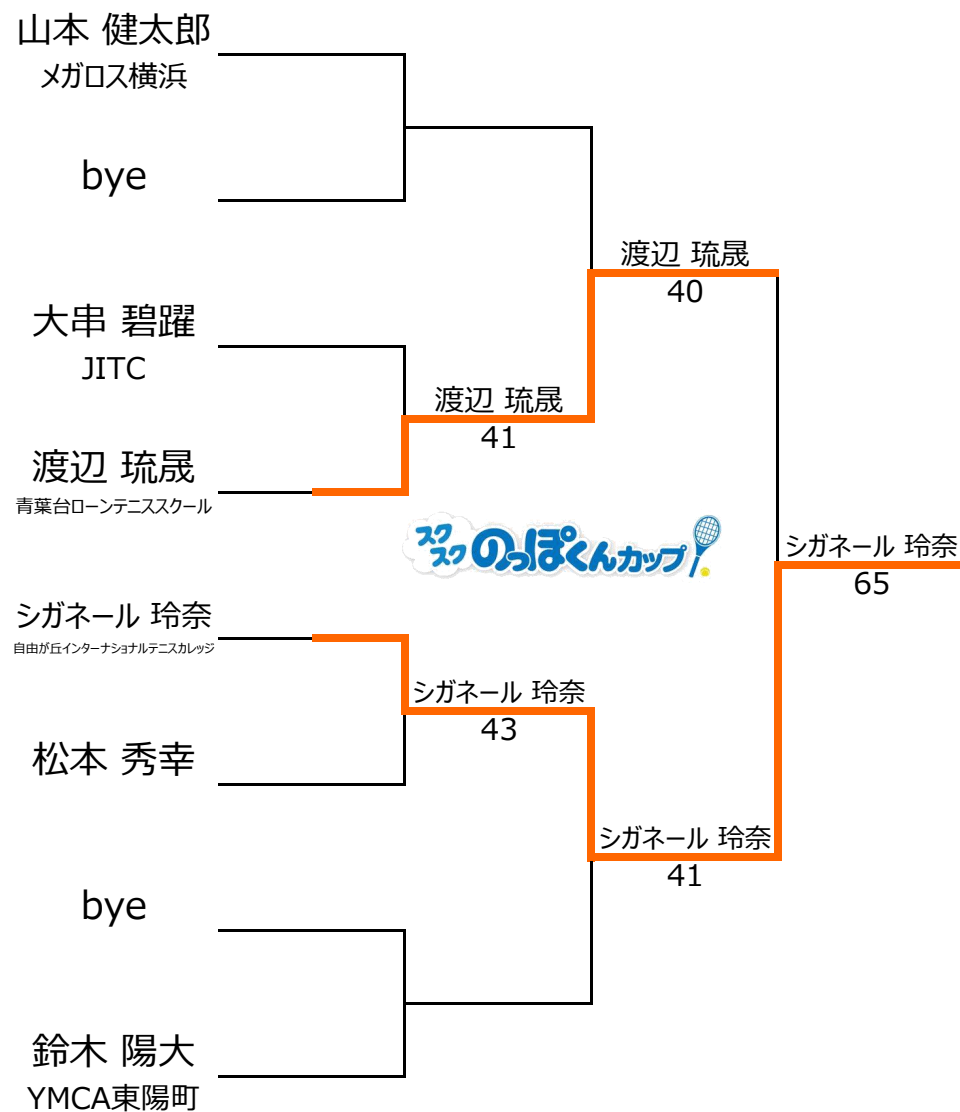 山本 健太郎
メガロス横浜
bye
大串 碧躍
JITC
渡辺 琉晟
青葉台ローンテニススクール
シガネール 玲奈
自由が丘インターナショナルテニスカレッジ
松本 秀幸
bye
鈴木 陽大
YMCA東陽町
渡辺 琉晟
41
シガネール 玲奈
43
渡辺 琉晟
40
シガネール 玲奈
41
シガネール 玲奈
65
スクスク のっぽくんカップ